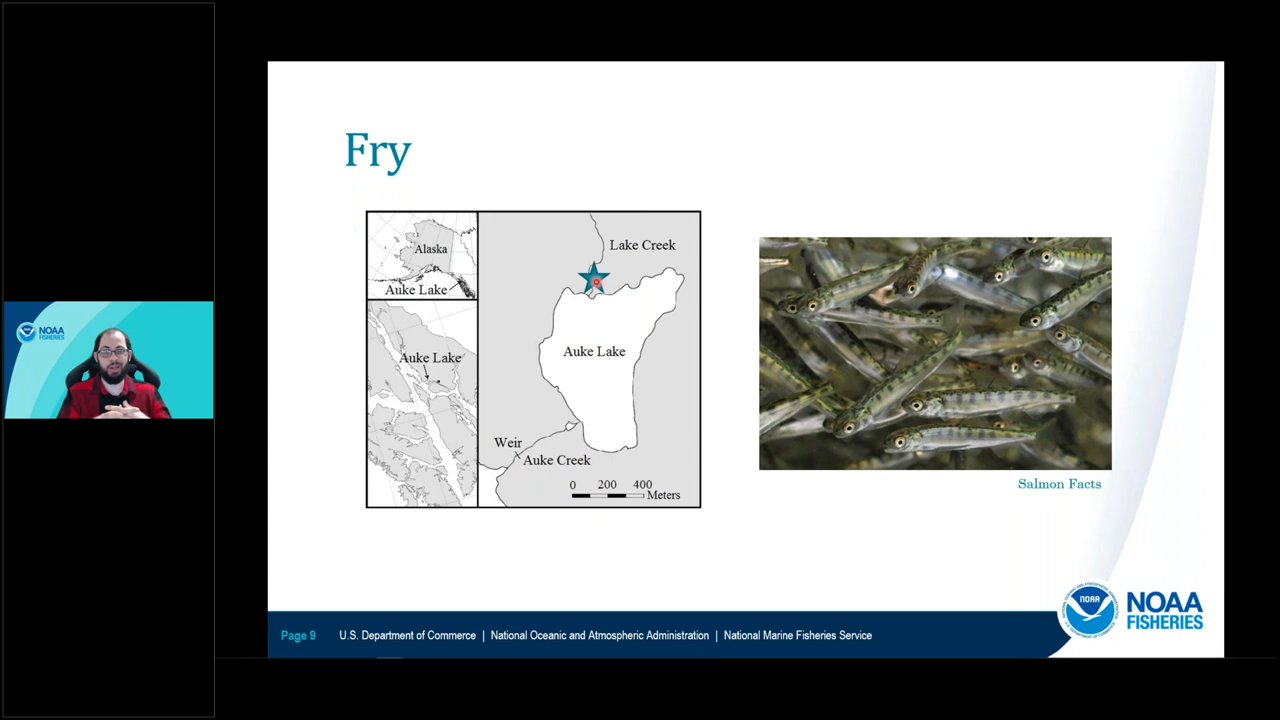 NOAA
FISHERIES
Fry
Alaska
Auke Lake
Auke Lake
Lake Creek
Auke Lake
Weir
Auke Creek
0 200 400
Meters
Salmon Facts
NOAA
NOAA
FISHERIES
Page 9 U.S. Department of Commerce | National Oceanic and Atmospheric Administration | National Marine Fisheries Service